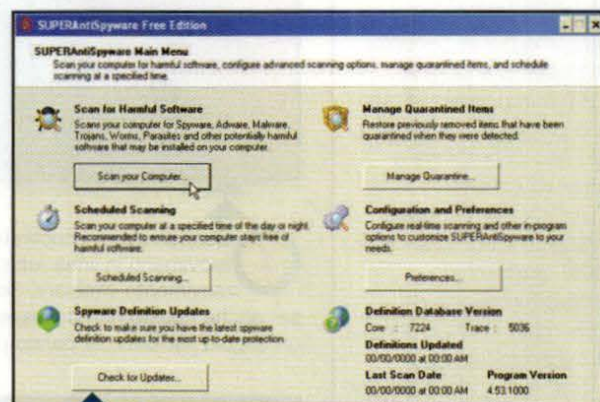 SUPERAntiSpyware Free Edition
SUPERAntiSpyware Main Menu
Scan your computer for harmful software, configure advanced scanning options, manage quarantined items, and schedule
scanning at a specified time.
Scan for Harmful Software
Scans your computer for Spyware, Adware, Malware,
Trojans, Worms, Parasites and other potentially harmful
software that may be installed on your computer.
Scan your Computer...
Scheduled Scanning
Scan your computer at a specified time of the day or night.
Recommended to ensure your computer stays free of
harmful software.
Scheduled Scanning...
Spyware Definition Updates
Check to make sure you have the latest spyware
definition updates for the most up-to-date protection.
Check for Updates...
Manage Quarantined Items
Restore previously removed items that have been
quarantined when they were detected.
Manage Quarantine...
Configuration and Preferences
Configure real-time scanning and other in-program
options to customize SUPERAntiSpyware to your
needs.
Preferences...
Definition Database Version
Core : 7224 Trace : 5036
Definitions Updated
00/00/0000 at 00:00 AM
Last Scan Date Program Version
00/00/0000 at 00:00 AM 4.53.1000